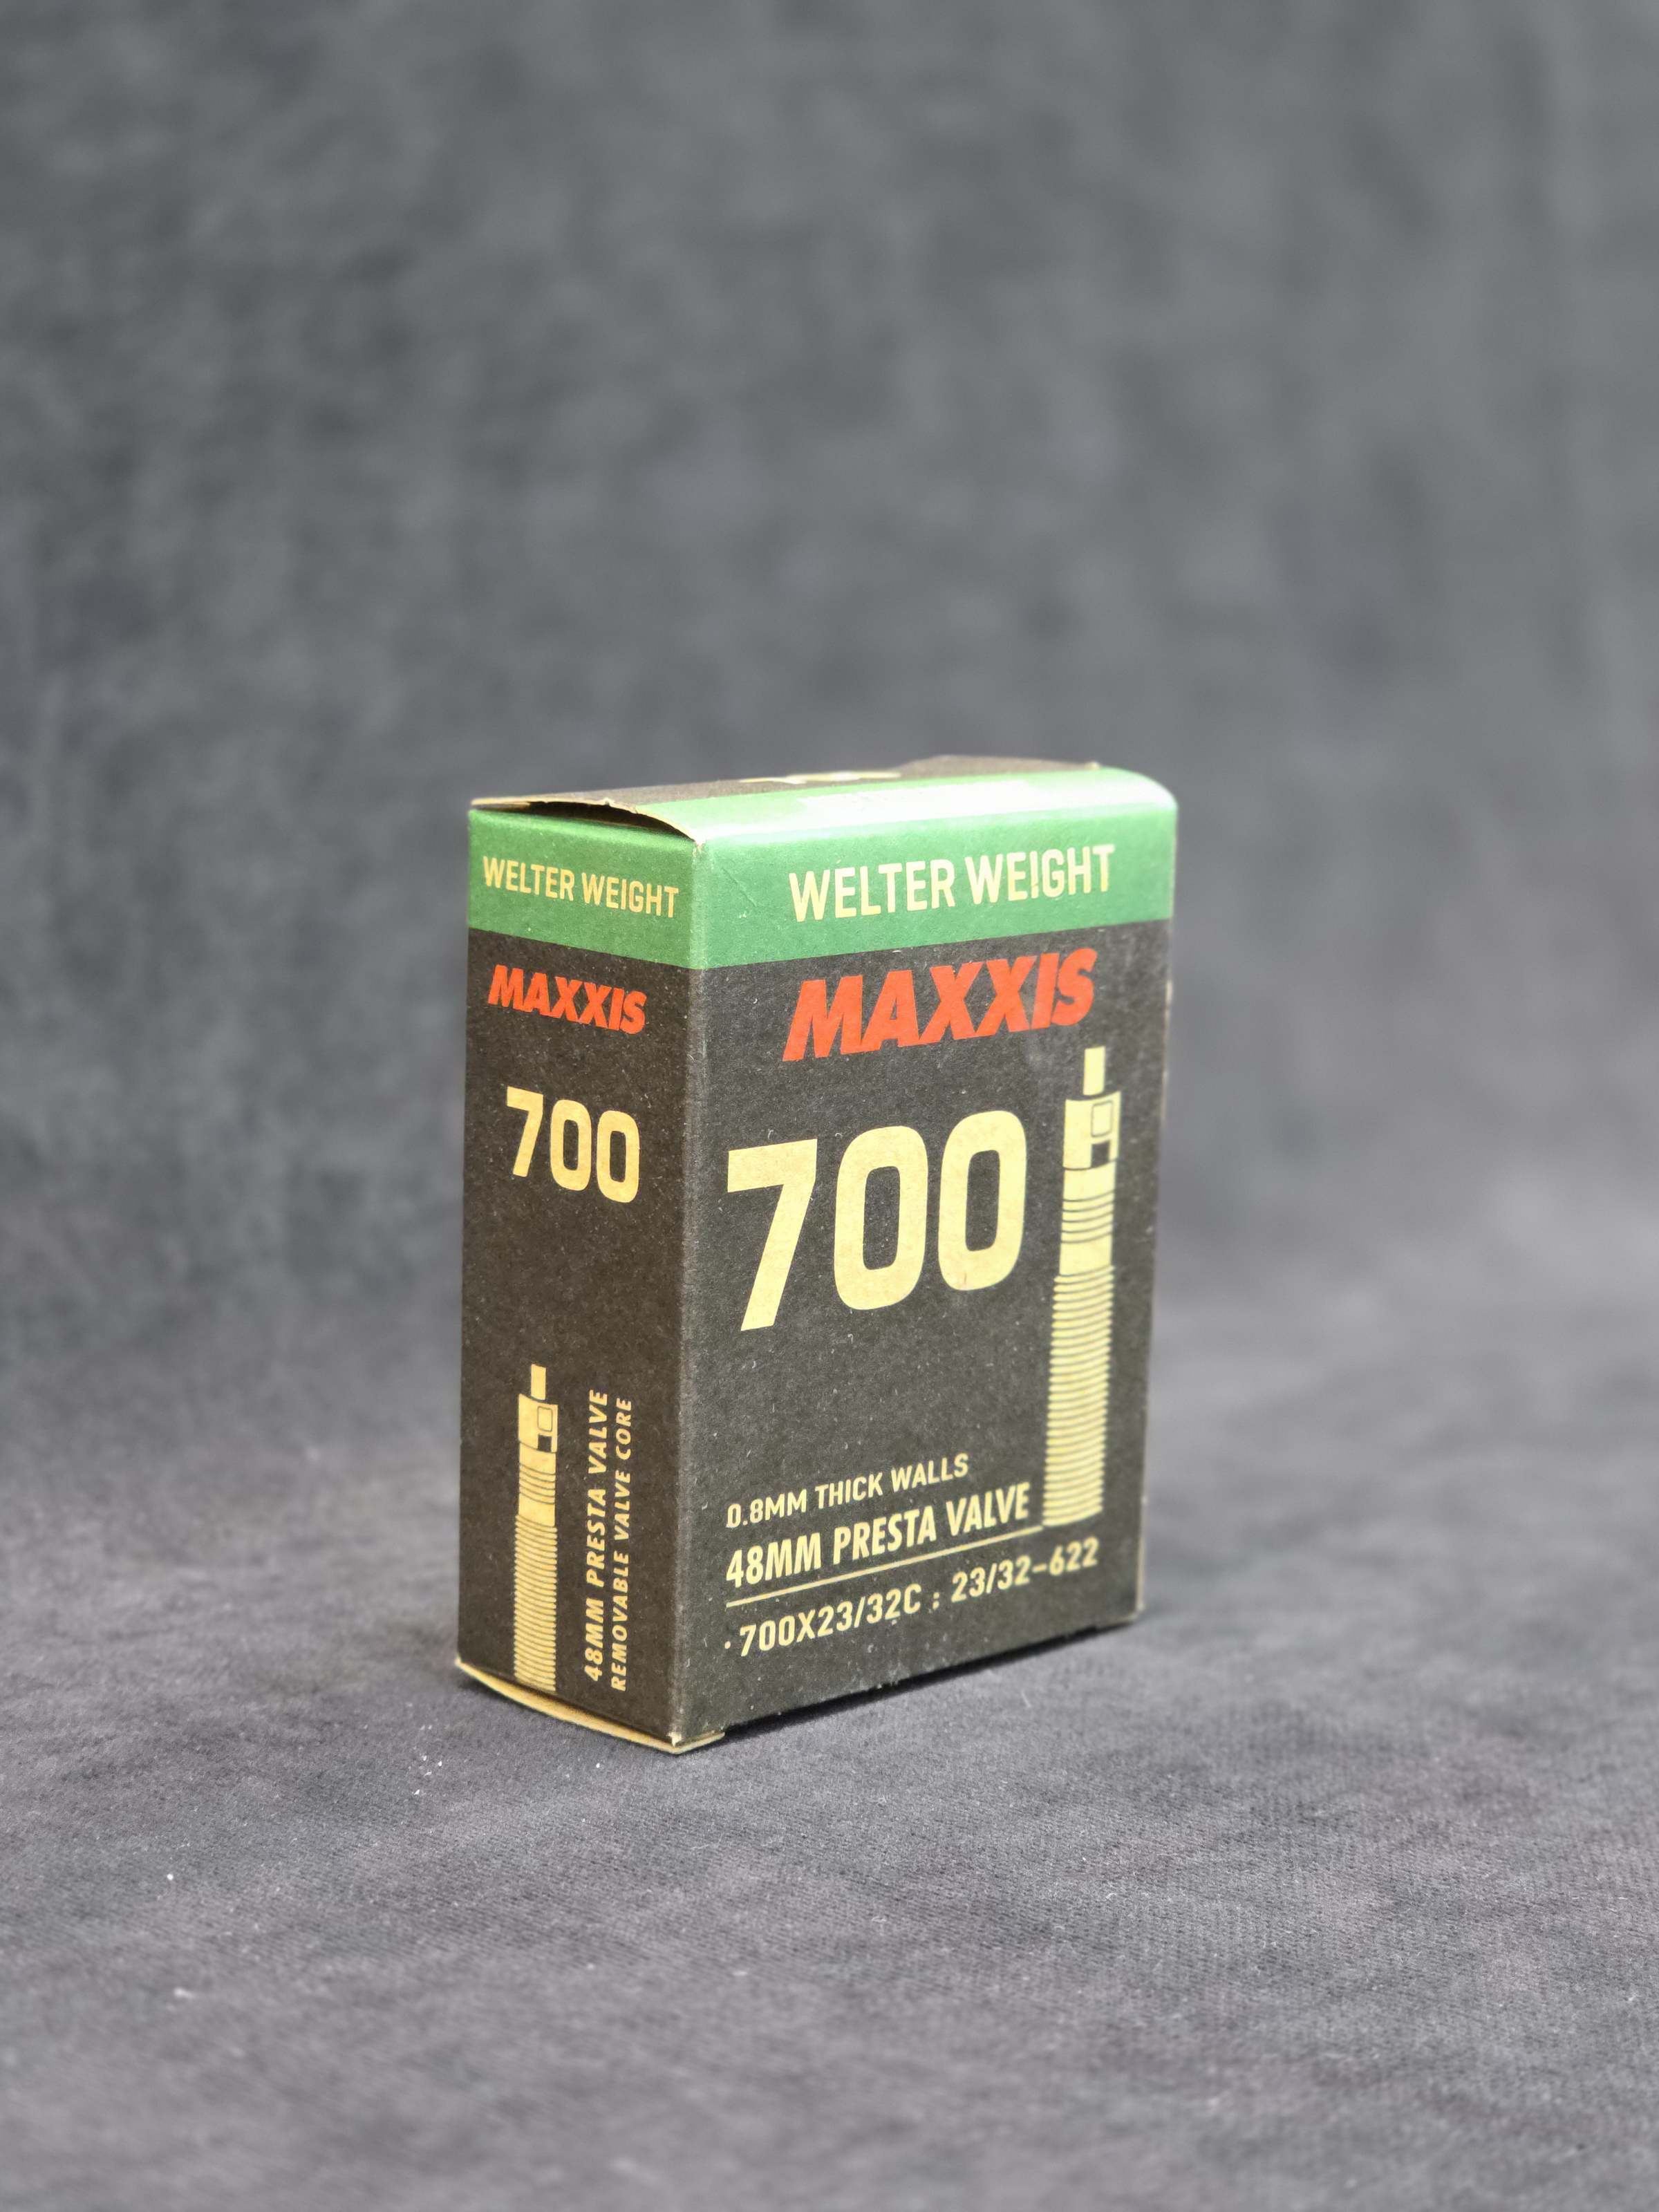 WELTER WEIGHT
MAXXIS
700
48MM PRESTA VALVE
REMOVABLE VALVE CORE
WELTER WEIGHT
MAXXIS
700
0.8MM THICK WALLS
48MM PRESTA VALVE
· 700X23/32C : 23/32-622